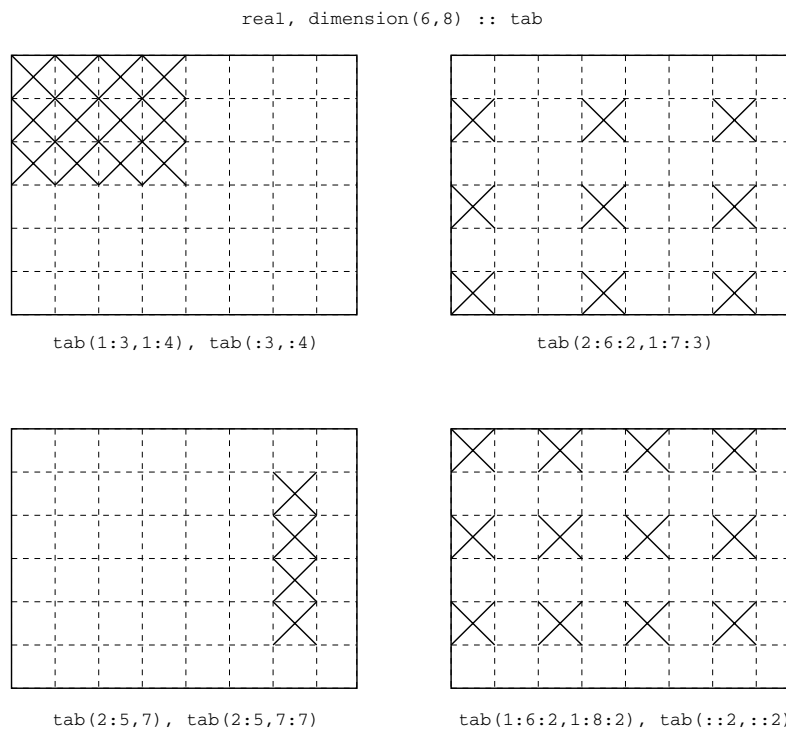 real, dimension(6,8) :: tab
tab(1:3,1:4), tab(:3,:4)
tab(2:6:2,1:7:3)
tab(2:5,7), tab(2:5,7:7)
tab(1:6:2,1:8:2), tab(::2,::2)